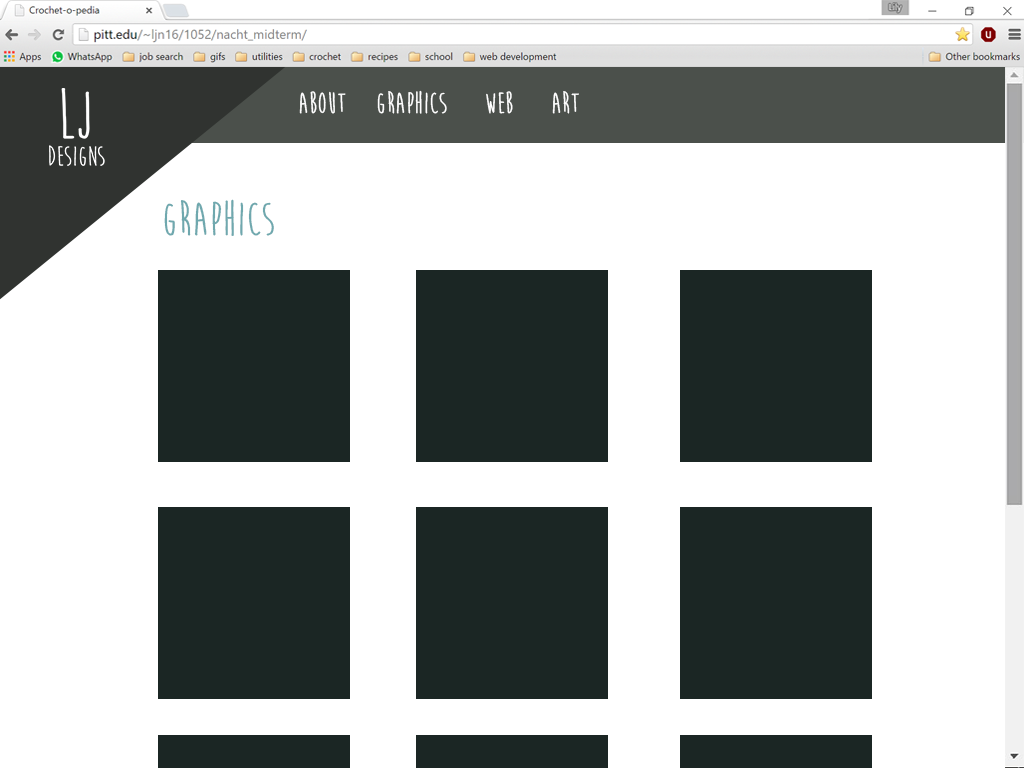 Crochet-o-pedia
Lily
pitt.edu/~ljn16/1052/nacht_midterm/
Apps WhatsApp job search gifs utilities crochet recipes school web development Other bookmarks
LJ
DESIGNS
ABOUT GRAPHICS WEB ART
GRAPHICS